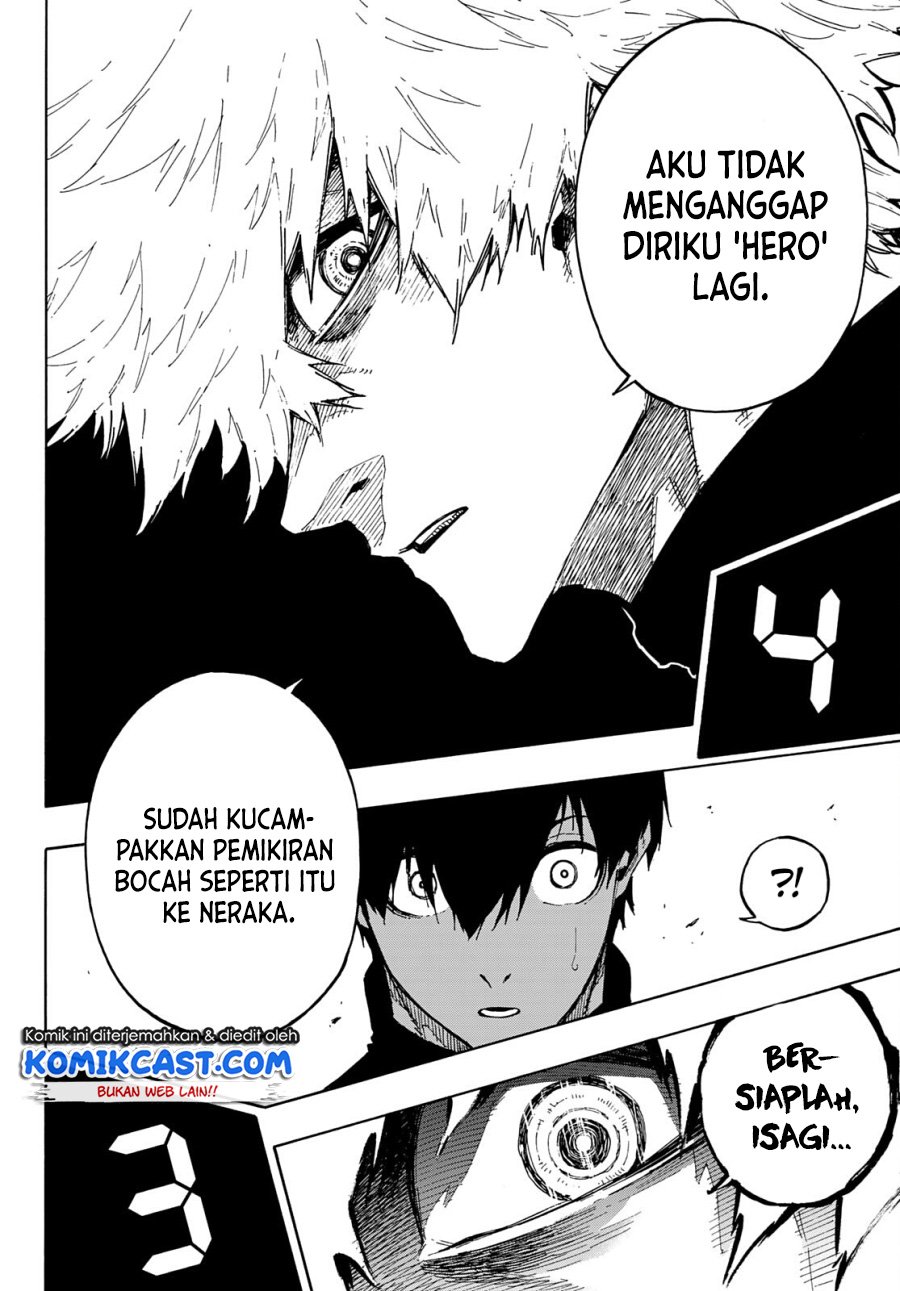 AKU TIDAK
MENGANGGAP
DIRIKU 'HERO'
LAGI.
4
SUDAH KUCAM-
PAKKAN PEMIKIRAN
BOCAH SEPERTI ITU
KE NERAKA.
?!
Komik ini diterjemahkan & diedit oleh
KOMIKCAST.COM
BUKAN WEB LAIN!!
BER-
SIAPLAH,
ISAGI...
3